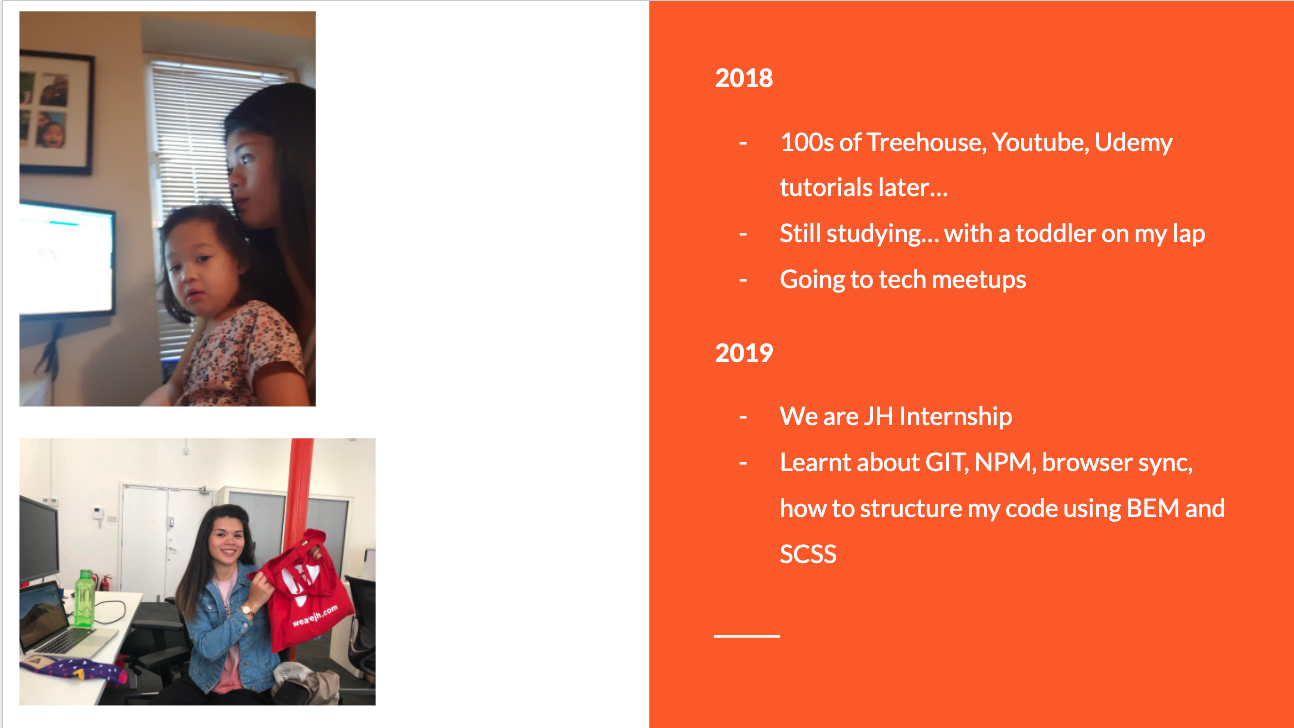 2018
- 100s of Treehouse, Youtube, Udemy
tutorials later...
- Still studying... with a toddler on my lap
- Going to tech meetups
2019
- We are JH Internship
- Learnt about GIT, NPM, browser sync,
how to structure my code using BEM and
SCSS
wearejh.com